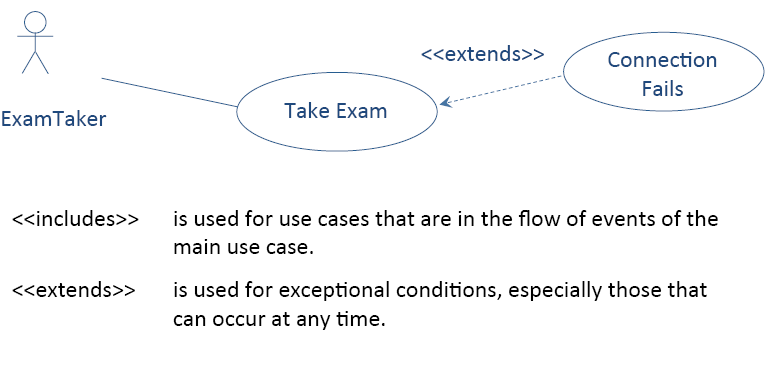 <<extends>>
Connection
Fails
Take Exam
ExamTaker
<<includes>> is used for use cases that are in the flow of events of the
main use case.
<<extends>> is used for exceptional conditions, especially those that
can occur at any time.